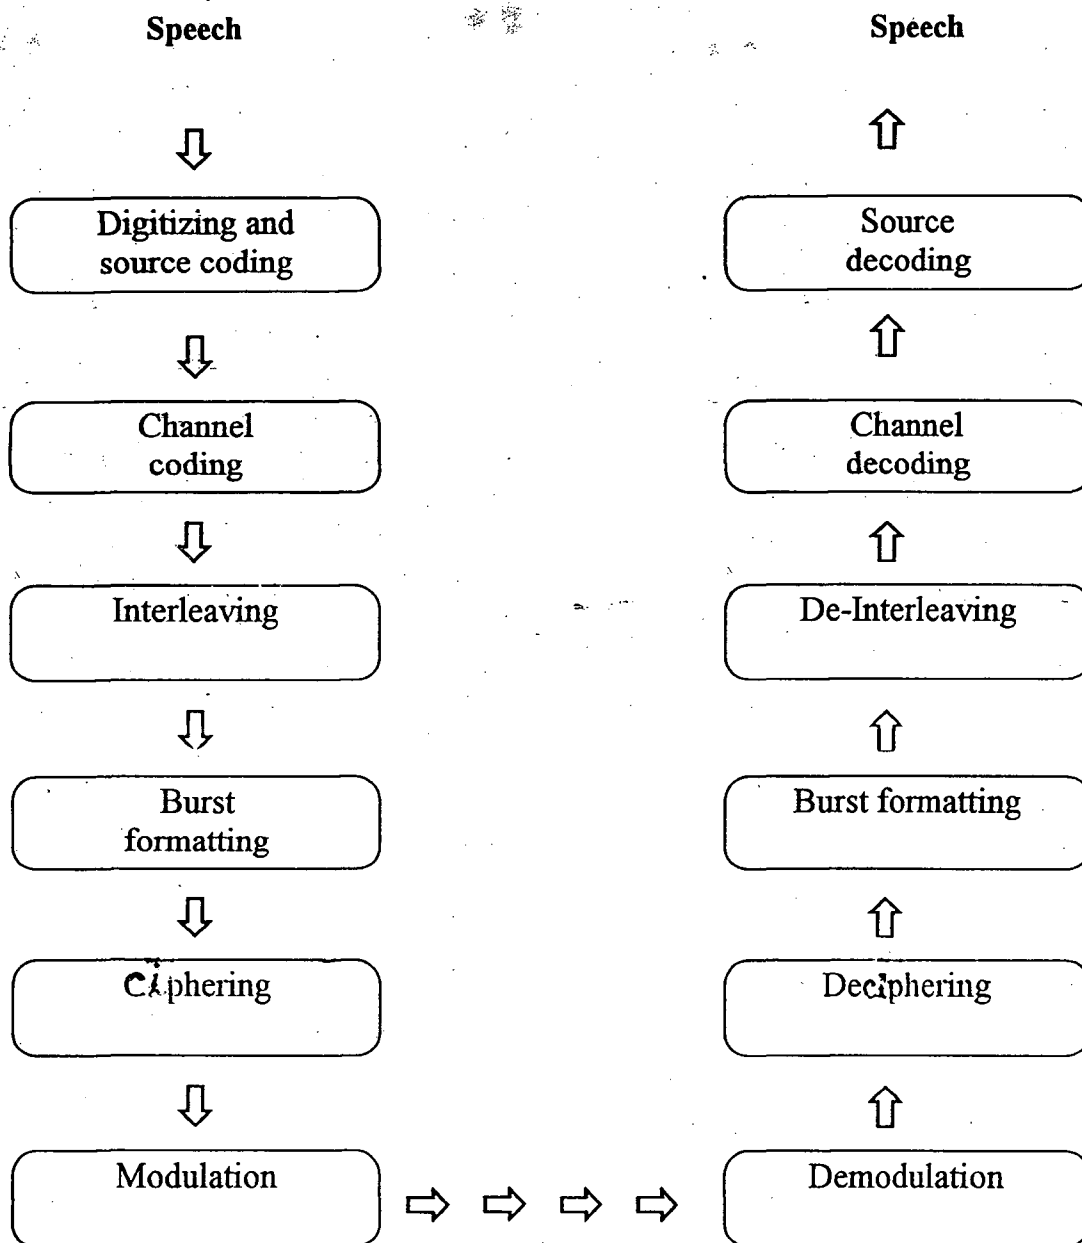 Speech
Digitizing and
source coding
Channel
coding
Interleaving
Burst
formatting
Ciphering
Modulation
Speech
Source
decoding
Channel
decoding
De-Interleaving
Burst formatting
Deciphering
Demodulation